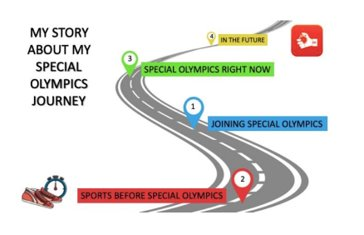 MY STORY
ABOUT MY
SPECIAL
OLYMPICS
JOURNEY
4
IN THE FUTURE
3
SPECIAL OLYMPICS RIGHT NOW
1
JOINING SPECIAL OLYMPICS
2
SPORTS BEFORE SPECIAL OLYMPICS